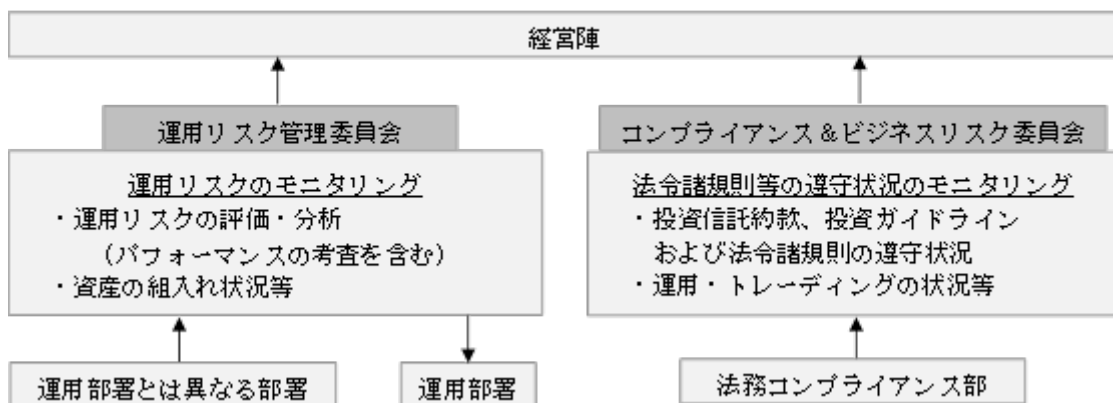 経営陣
運用リスク管理委員会
運用リスクのモニタリング
・運用リスクの評価・分析
（パフォーマンスの考査を含む）
・資産の組入れ状況等
運用部署とは異なる部署
運用部署
コンプライアンス＆ビジネスリスク委員会
法令諸規則等の遵守状況のモニタリング
・投資信託約款、投資ガイドライン
および法令諸規則の遵守状況
・運用・トレーディングの状況等
法務コンプライアンス部